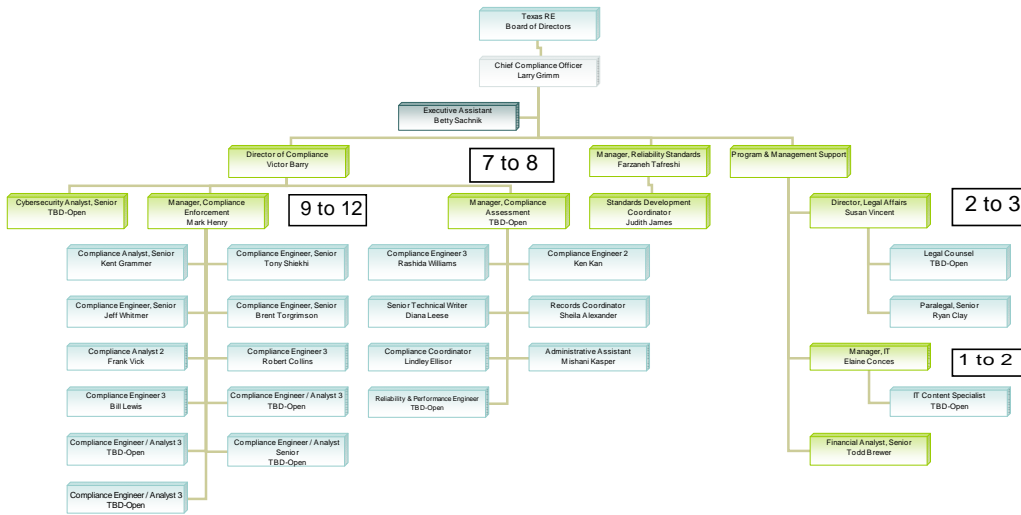 Texas RE
Board of Directors
Chief Compliance Officer
Larry Grimm
Executive Assistant
Betty Sachnik
Director of Compliance
Victor Barry
7 to 8
Manager, Reliability Standards
Farzaneh Tafreshi
Program & Management Support
Cybersecurity Analyst, Senior
TBD-Open
Manager, Compliance
Enforcement
Mark Henry
9 to 12
Manager, Compliance
Assessment
TBD-Open
Standards Development
Coordinator
Judith James
Director, Legal Affairs
Susan Vincent
2 to 3
Compliance Analyst, Senior
Kent Grammer
Compliance Engineer, Senior
Tony Shiekhi
Compliance Engineer 3
Rashida Williams
Compliance Engineer 2
Ken Kan
Legal Counsel
TBD-Open
Compliance Engineer, Senior
Jeff Whitmer
Compliance Engineer, Senior
Brent Torgrimson
Senior Technical Writer
Diana Leese
Records Coordinator
Sheila Alexander
Paralegal, Senior
Ryan Clay
Compliance Analyst 2
Frank Vick
Compliance Engineer 3
Robert Collins
Compliance Coordinator
Lindley Ellisor
Administrative Assistant
Mishani Kasper
Manager, IT
Elaine Conces
1 to 2
Compliance Engineer 3
Bill Lewis
Compliance Engineer / Analyst 3
TBD-Open
Reliability & Performance Engineer
TBD-Open
IT Content Specialist
TBD-Open
Compliance Engineer / Analyst 3
TBD-Open
Compliance Engineer / Analyst
Senior
TBD-Open
Financial Analyst, Senior
Todd Brewer
Compliance Engineer / Analyst 3
TBD-Open